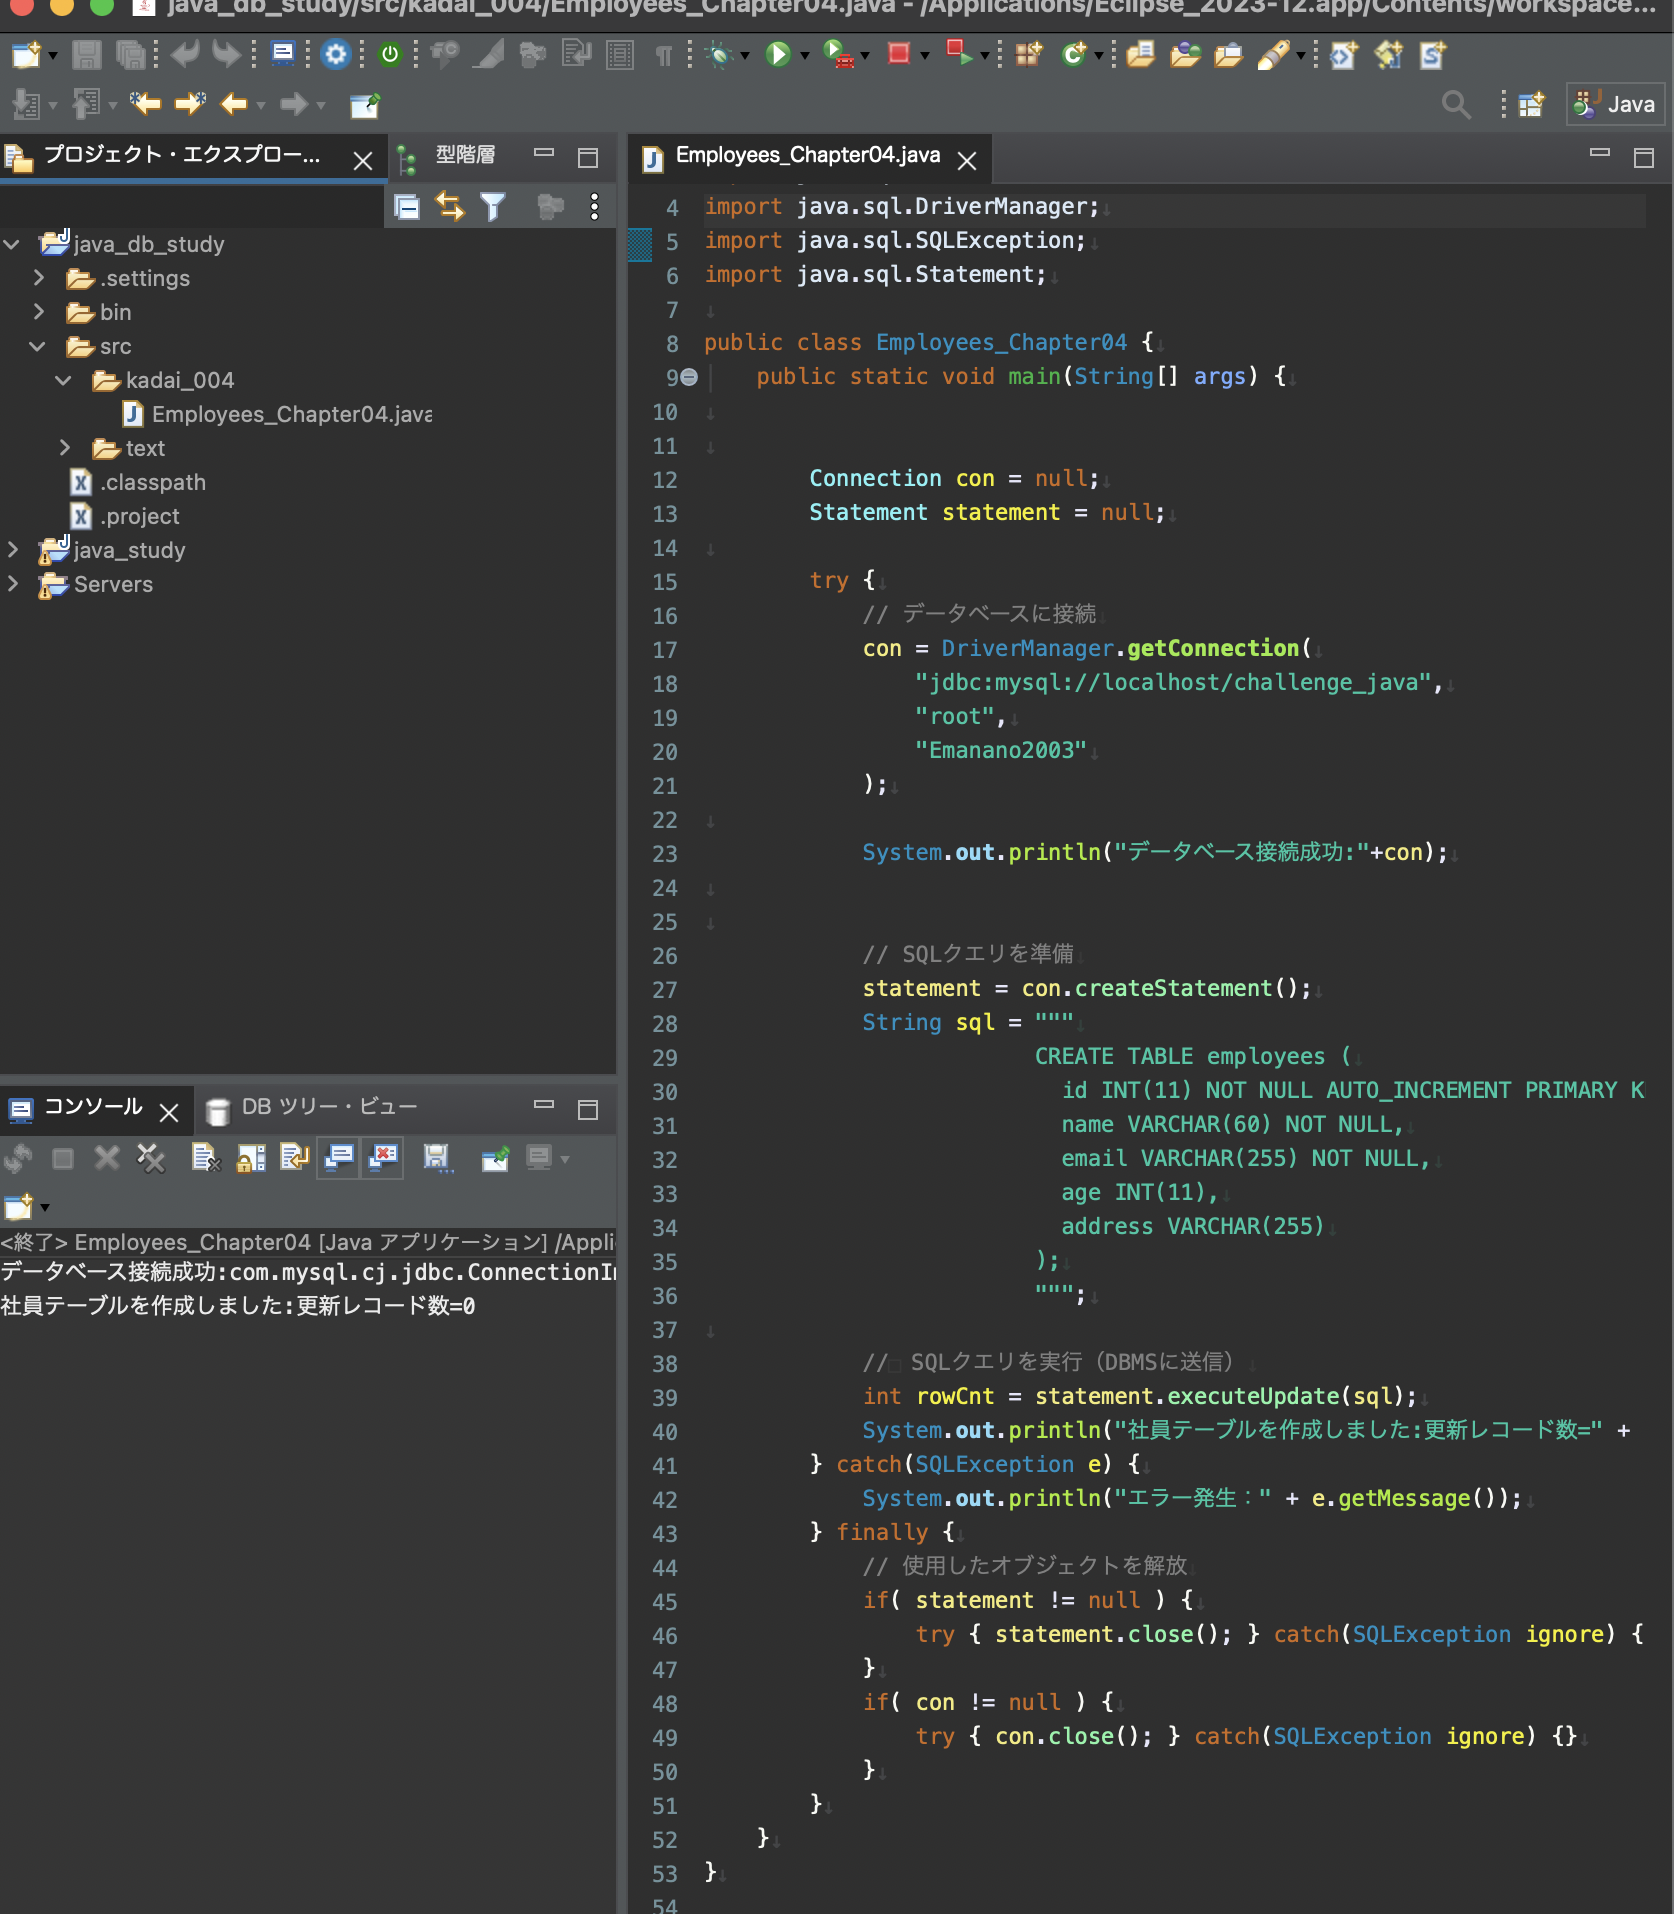 java_db_study/src/kadai_004/Employees_Chapter04.java - /Applications/Eclipse_2023-12.app/Contents/workspace...
Java
プロジェクト・エクスプロー...
型階層
java_db_study
.settings
bin
src
kadai_004
Employees_Chapter04.java
text
.classpath
.project
java_study
Servers
コンソール
DB ツリー・ビュー
<終了> Employees_Chapter04 [Java アプリケーション] /Appli
データベース接続成功:com.mysql.cj.jdbc.ConnectionI
社員テーブルを作成しました:更新レコード数=0
Employees_Chapter04.java
4 import java.sql.DriverManager;
5 import java.sql.SQLException;
6 import java.sql.Statement;
7
8 public class Employees_Chapter04 {
9 public static void main(String[] args) {
10
11
12 Connection con = null;
13 Statement statement = null;
14
15 try {
16 // データベースに接続
17 con = DriverManager.getConnection(
18 "jdbc:mysql://localhost/challenge_java",
19 "root",
20 "Emanano2003"
21 );
22
23 System.out.println("データベース接続成功:"+con);
24
25
26 // SQLクエリを準備
27 statement = con.createStatement();
28 String sql = """
29 CREATE TABLE employees (
30 id INT(11) NOT NULL AUTO_INCREMENT PRIMARY K
31 name VARCHAR(60) NOT NULL,
32 email VARCHAR(255) NOT NULL,
33 age INT(11),
34 address VARCHAR(255)
35 );
36 """;
37
38 //　SQLクエリを実行（DBMSに送信）
39 int rowCnt = statement.executeUpdate(sql);
40 System.out.println("社員テーブルを作成しました:更新レコード数=" +
41 } catch(SQLException e) {
42 System.out.println("エラー発生：" + e.getMessage());
43 } finally {
44 // 使用したオブジェクトを解放
45 if( statement != null ) {
46 try { statement.close(); } catch(SQLException ignore) {
47 }
48 if( con != null ) {
49 try { con.close(); } catch(SQLException ignore) {}
50 }
51 }
52 }
53 }
54